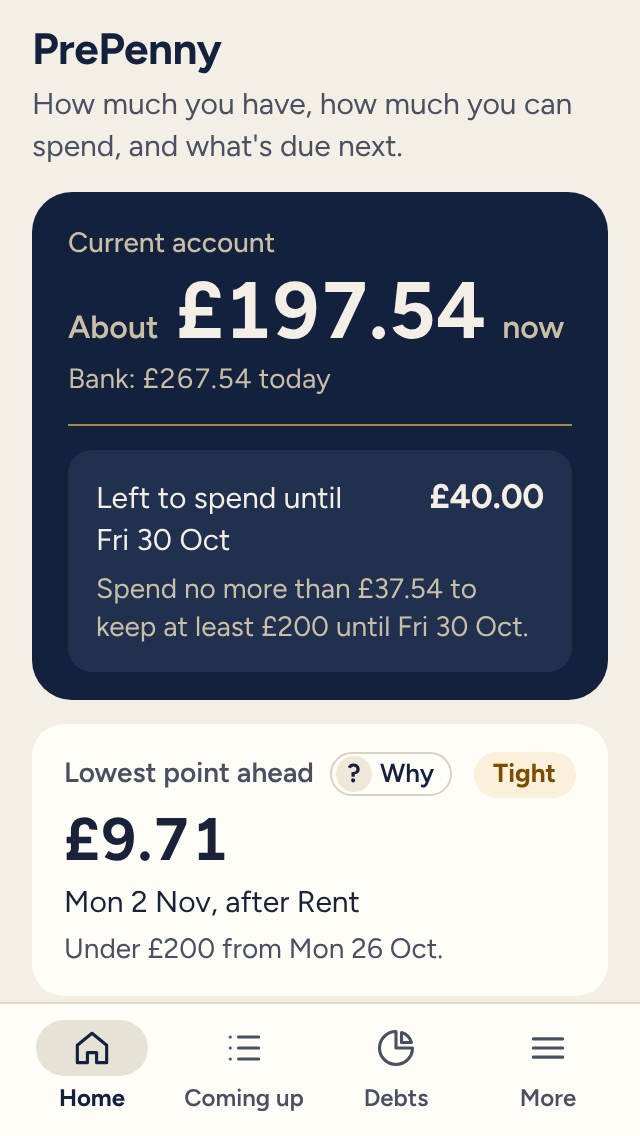 PrePenny
How much you have, how much you can
spend, and what's due next.
Current account
About £197.54 now
Bank: £267.54 today
Left to spend until £40.00
Fri 30 Oct
Spend no more than £37.54 to
keep at least £200 until Fri 30 Oct.
Lowest point ahead ? Why Tight
£9.71
Mon 2 Nov, after Rent
Under £200 from Mon 26 Oct.
Home Coming up Debts More